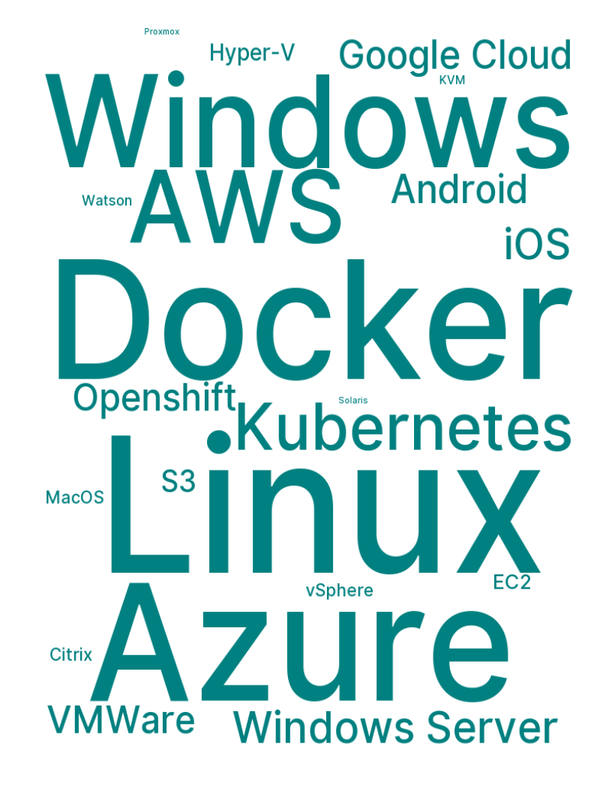 Proxmox
Hyper-V
Google Cloud
KVM
Windows
AWS
Watson
Android
iOS
Docker
Openshift
Solaris
Kubernetes
Linux
S3
MacOS
EC2
vSphere
Azure
Citrix
VMWare
Windows Server